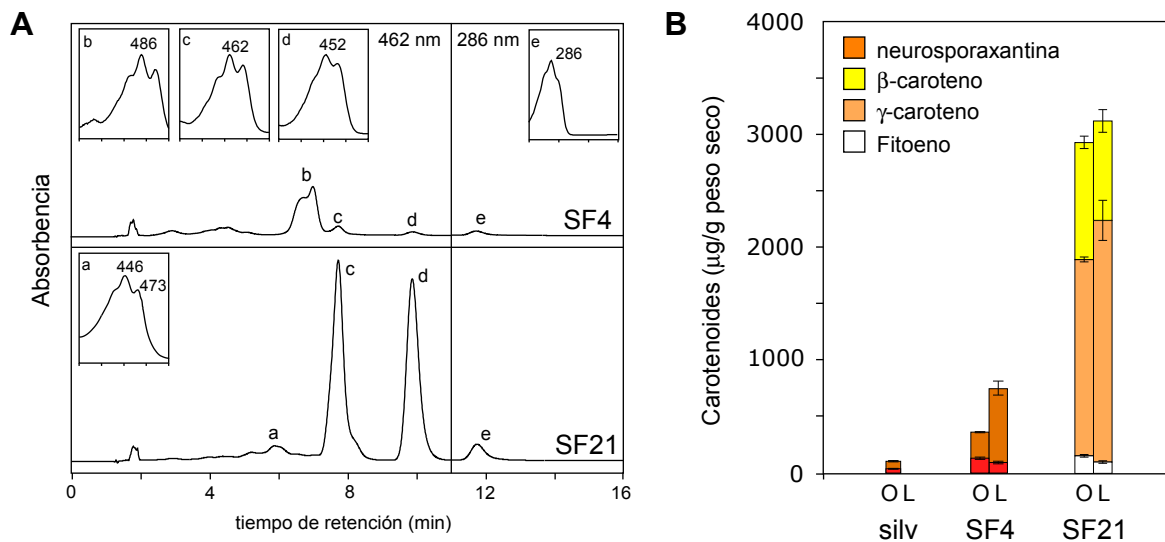 A
b
486
c
462
d
452
462 nm
286 nm
e
286
b
c
d
e
SF4
a
446
473
c
d
a
e
SF21
Absorbencia
0
4
8
12
16
tiempo de retención (min)
B
4000
3000
2000
1000
0
Carotenoides (µg/g peso seco)
neurosporaxantina
β-caroteno
γ-caroteno
Fitoeno
O L
O L
O L
silv
SF4
SF21